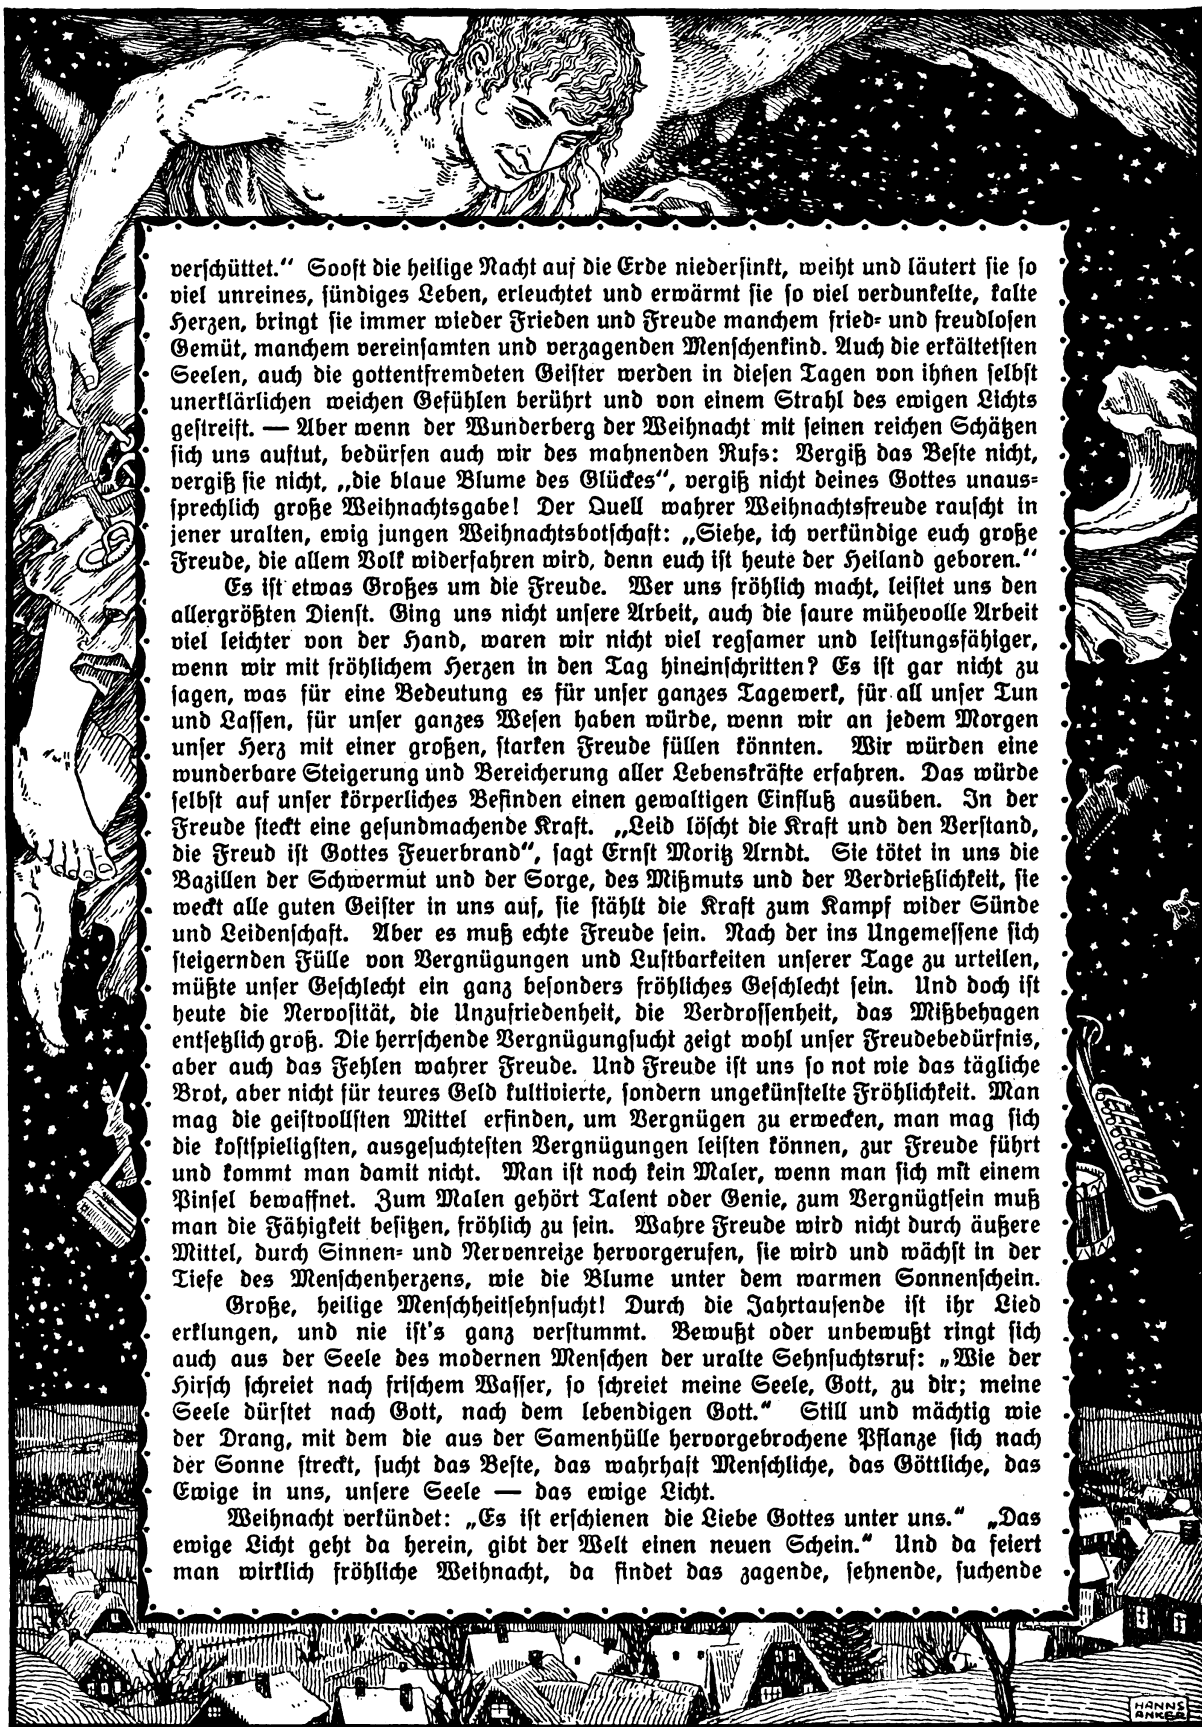 verschüttet.“ Sooft die heilige Nacht auf die Erde niedersinkt, weiht und läutert sie so
viel unreines, sündiges Leben, erleuchtet und erwärmt sie so viel verdunkelte, kalte
Herzen, bringt sie immer wieder Frieden und Freude manchem fried- und freudlosen
Gemüt, manchem vereinsamten und verzagenden Menschenkind. Auch die erkältetsten
Seelen, auch die gottentfremdeten Geister werden in diesen Tagen von ihnen selbst
unerklärlichen weichen Gefühlen berührt und von einem Strahl des ewigen Lichts
gestreift. — Aber wenn der Wunderberg der Weihnacht mit seinen reichen Schätzen
sich uns auftut, bedürfen auch wir des mahnenden Rufs: Vergiß das Beste nicht,
vergiß sie nicht, „die blaue Blume des Glückes“, vergiß nicht deines Gottes unaus-
sprechlich große Weihnachtsgabe! Der Quell wahrer Weihnachtsfreude rauscht in
jener uralten, ewig jungen Weihnachtsbotschaft: „Siehe, ich verkündige euch große
Freude, die allem Volk widerfahren wird, denn euch ist heute der Heiland geboren.“
Es ist etwas Großes um die Freude. Wer uns fröhlich macht, leistet uns den
allergrößten Dienst. Ging uns nicht unsere Arbeit, auch die saure mühevolle Arbeit
viel leichter von der Hand, waren wir nicht viel regsamer und leistungsfähiger,
wenn wir mit fröhlichem Herzen in den Tag hineinschritten? Es ist gar nicht zu
sagen, was für eine Bedeutung es für unser ganzes Tagewerk, für all unser Tun
und Lassen, für unser ganzes Wesen haben würde, wenn wir an jedem Morgen
unser Herz mit einer großen, starken Freude füllen könnten. Wir würden eine
wunderbare Steigerung und Bereicherung aller Lebenskräfte erfahren. Das würde
selbst auf unser körperliches Befinden einen gewaltigen Einfluß ausüben. In der
Freude steckt eine gesundmachende Kraft. „Leid löscht die Kraft und den Verstand,
die Freud ist Gottes Feuerbrand“, sagt Ernst Moritz Arndt. Sie tötet in uns die
Bazillen der Schwermut und der Sorge, des Mißmuts und der Verdrießlichkeit, sie
weckt alle guten Geister in uns auf, sie stählt die Kraft zum Kampf wider Sünde
und Leidenschaft. Aber es muß echte Freude sein. Nach der ins Ungemessene sich
steigernden Fülle von Vergnügungen und Lustbarkeiten unserer Tage zu urteilen,
müßte unser Geschlecht ein ganz besonders fröhliches Geschlecht sein. Und doch ist
heute die Nervosität, die Unzufriedenheit, die Verdrossenheit, das Mißbehagen
entsetzlich groß. Die herrschende Vergnügungsucht zeigt wohl unser Freudebedürfnis,
aber auch das Fehlen wahrer Freude. Und Freude ist uns so not wie das tägliche
Brot, aber nicht für teures Geld kultivierte, sondern ungekünstelte Fröhlichkeit. Man
mag die geistvollsten Mittel erfinden, um Vergnügen zu erwecken, man mag sich
die kostspieligsten, ausgesuchtesten Vergnügungen leisten können, zur Freude führt
und kommt man damit nicht. Man ist noch kein Maler, wenn man sich mit einem
Pinsel bewaffnet. Zum Malen gehört Talent oder Genie, zum Vergnügtsein muß
man die Fähigkeit besitzen, fröhlich zu sein. Wahre Freude wird nicht durch äußere
Mittel, durch Sinnen- und Nervenreize hervorgerufen, sie wird und wächst in der
Tiefe des Menschenherzens, wie die Blume unter dem warmen Sonnenschein.
Große, heilige Menschheitsehnsucht! Durch die Jahrtausende ist ihr Lied
erklungen, und nie ist's ganz verstummt. Bewußt oder unbewußt ringt sich
auch aus der Seele des modernen Menschen der uralte Sehnsuchtsruf: „Wie der
Hirsch schreiet nach frischem Wasser, so schreiet meine Seele, Gott, zu dir; meine
Seele dürstet nach Gott, nach dem lebendigen Gott.“ Still und mächtig wie
der Drang, mit dem die aus der Samenhülle hervorgebrochene Pflanze sich nach
der Sonne streckt, sucht das Beste, das wahrhaft Menschliche, das Göttliche, das
Ewige in uns, unsere Seele — das ewige Licht.
Weihnacht verkündet: „Es ist erschienen die Liebe Gottes unter uns.“ „Das
ewige Licht geht da herein, gibt der Welt einen neuen Schein.“ Und da feiert
man wirklich fröhliche Weihnacht, da findet das zagende, sehnende, suchende
HANNS
ANKER